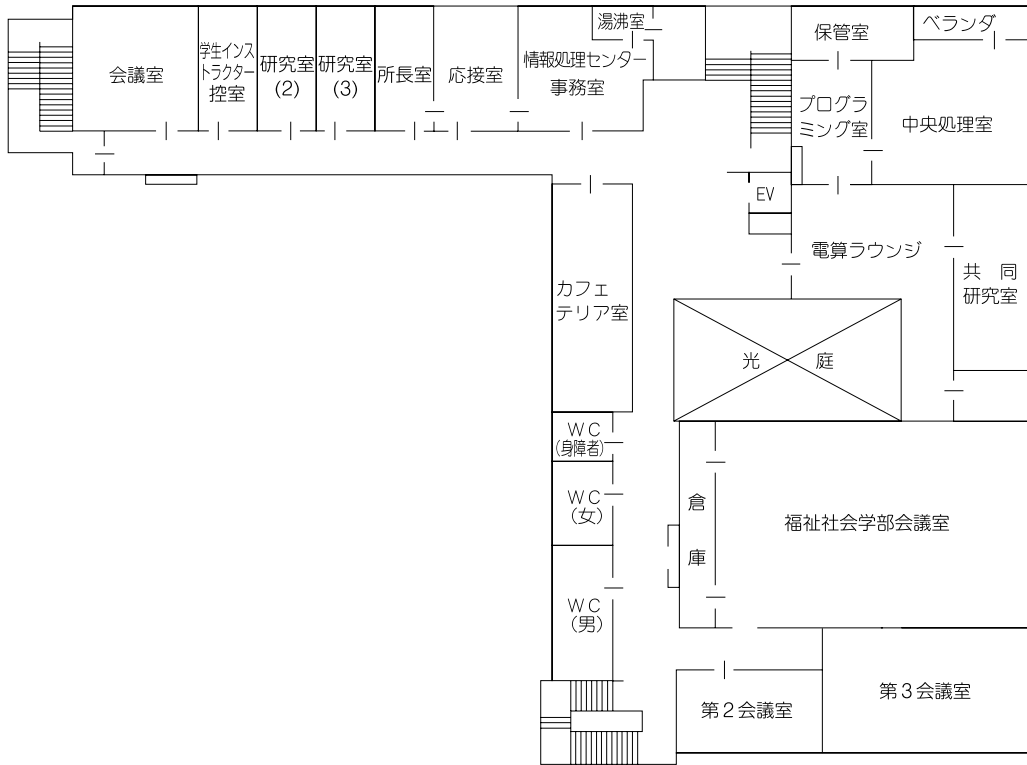 湯沸室
ベランダ
保管室
学生インス
トラクター
控室
会議室
研究室
(2)
研究室
(3)
所長室
応接室
情報処理センター
事務室
プログラ
ミング室
中央処理室
EV
電算ラウンジ
共 同
研究室
カフェ
テリア室
光 庭
WC
(身障者)
WC
(女)
倉
庫
福祉社会学部会議室
WC
(男)
第2会議室
第3会議室